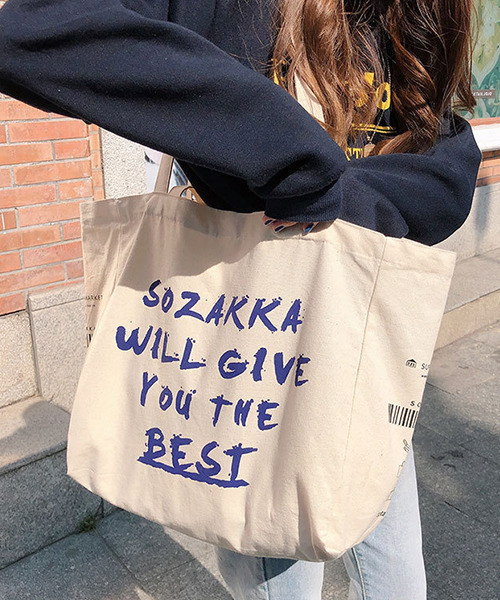 SOZAKKA
WILL GIVE
YOU THE
BEST